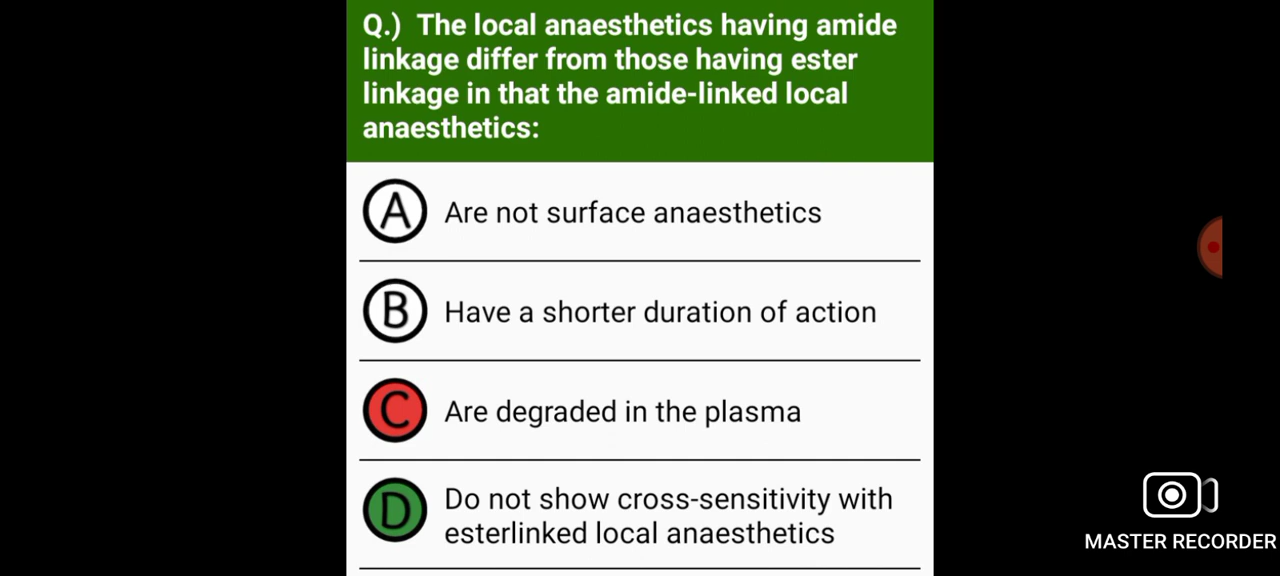 Q.) The local anaesthetics having amide
linkage differ from those having ester
linkage in that the amide-linked local
anaesthetics:
A Are not surface anaesthetics
B Have a shorter duration of action
C Are degraded in the plasma
D Do not show cross-sensitivity with
esterlinked local anaesthetics
MASTER RECORDER